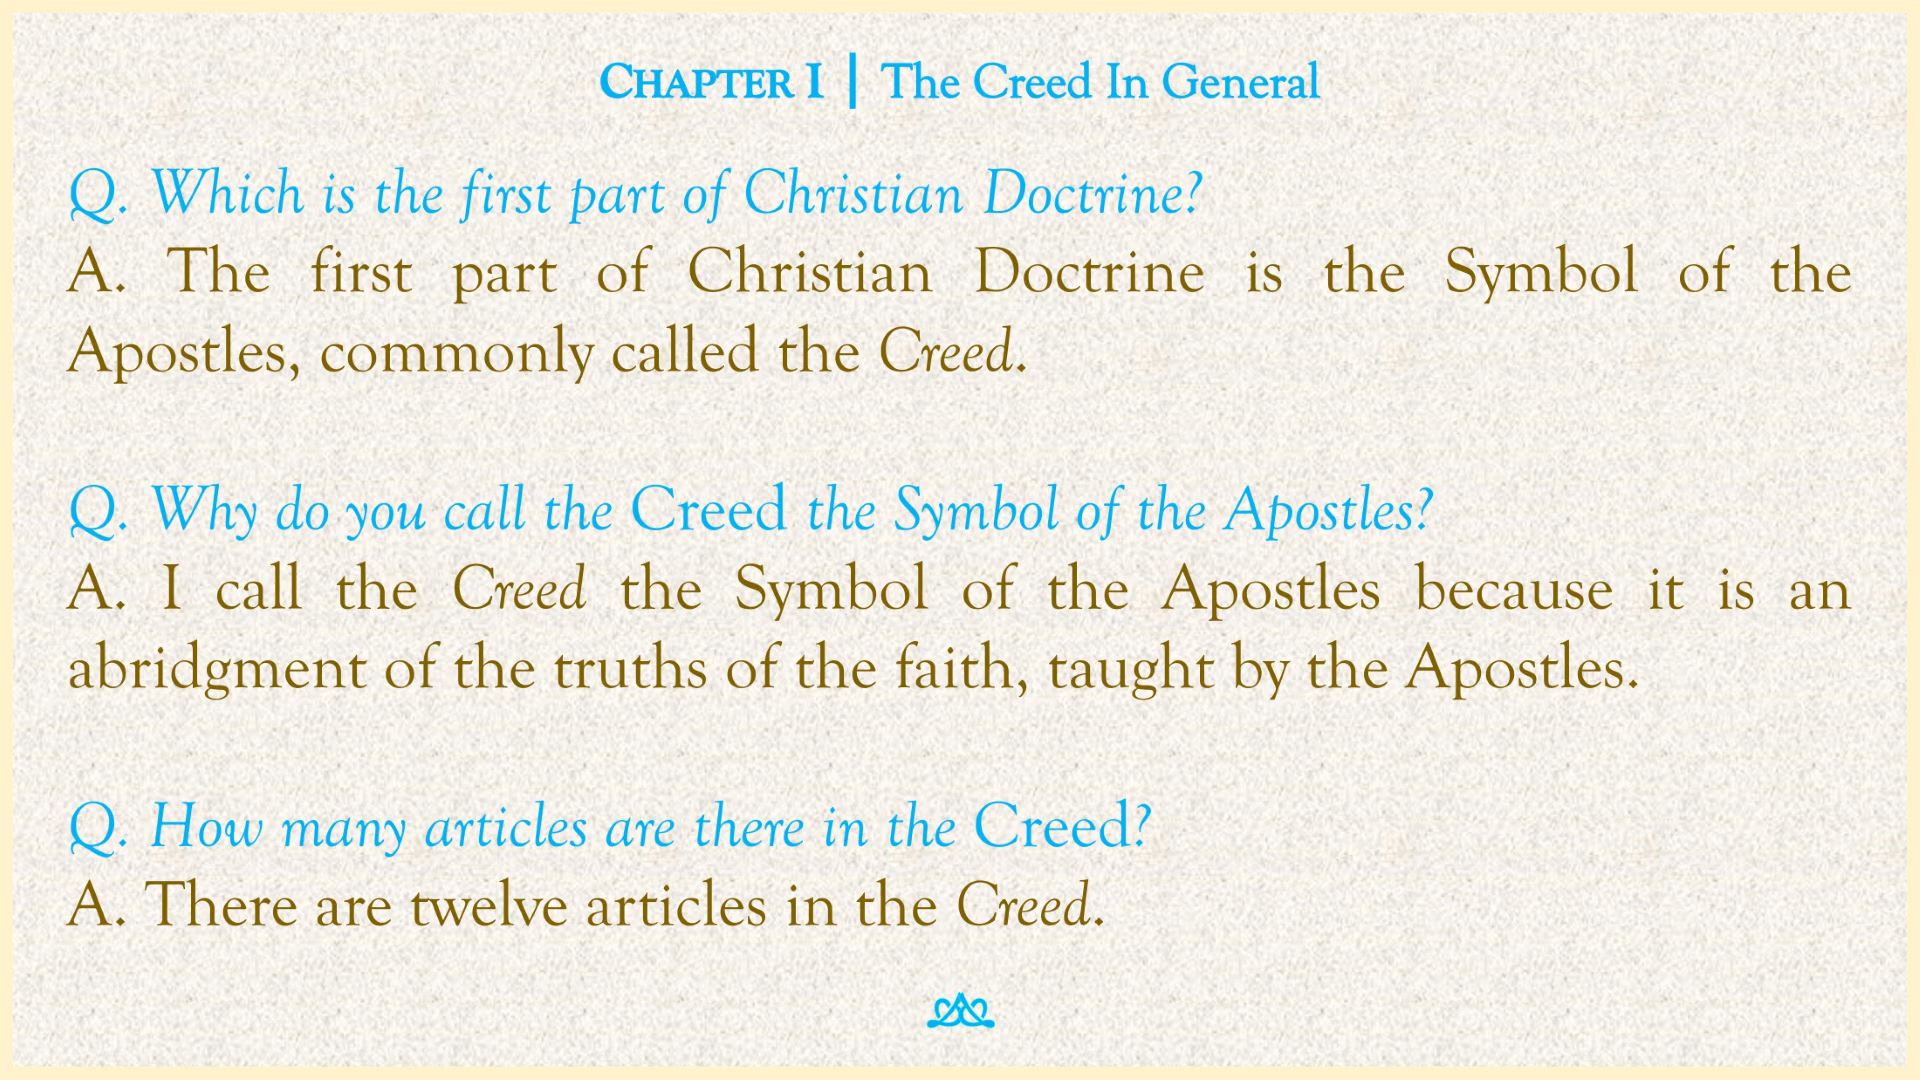 CHAPTER I | The Creed In General
Q. Which is the first part of Christian Doctrine?
A. The first part of Christian Doctrine is the Symbol of the
Apostles, commonly called the Creed.
Q. Why do you call the Creed the Symbol of the Apostles?
A. I call the Creed the Symbol of the Apostles because it is an
abridgment of the truths of the faith, taught by the Apostles.
Q. How many articles are there in the Creed?
A. There are twelve articles in the Creed.